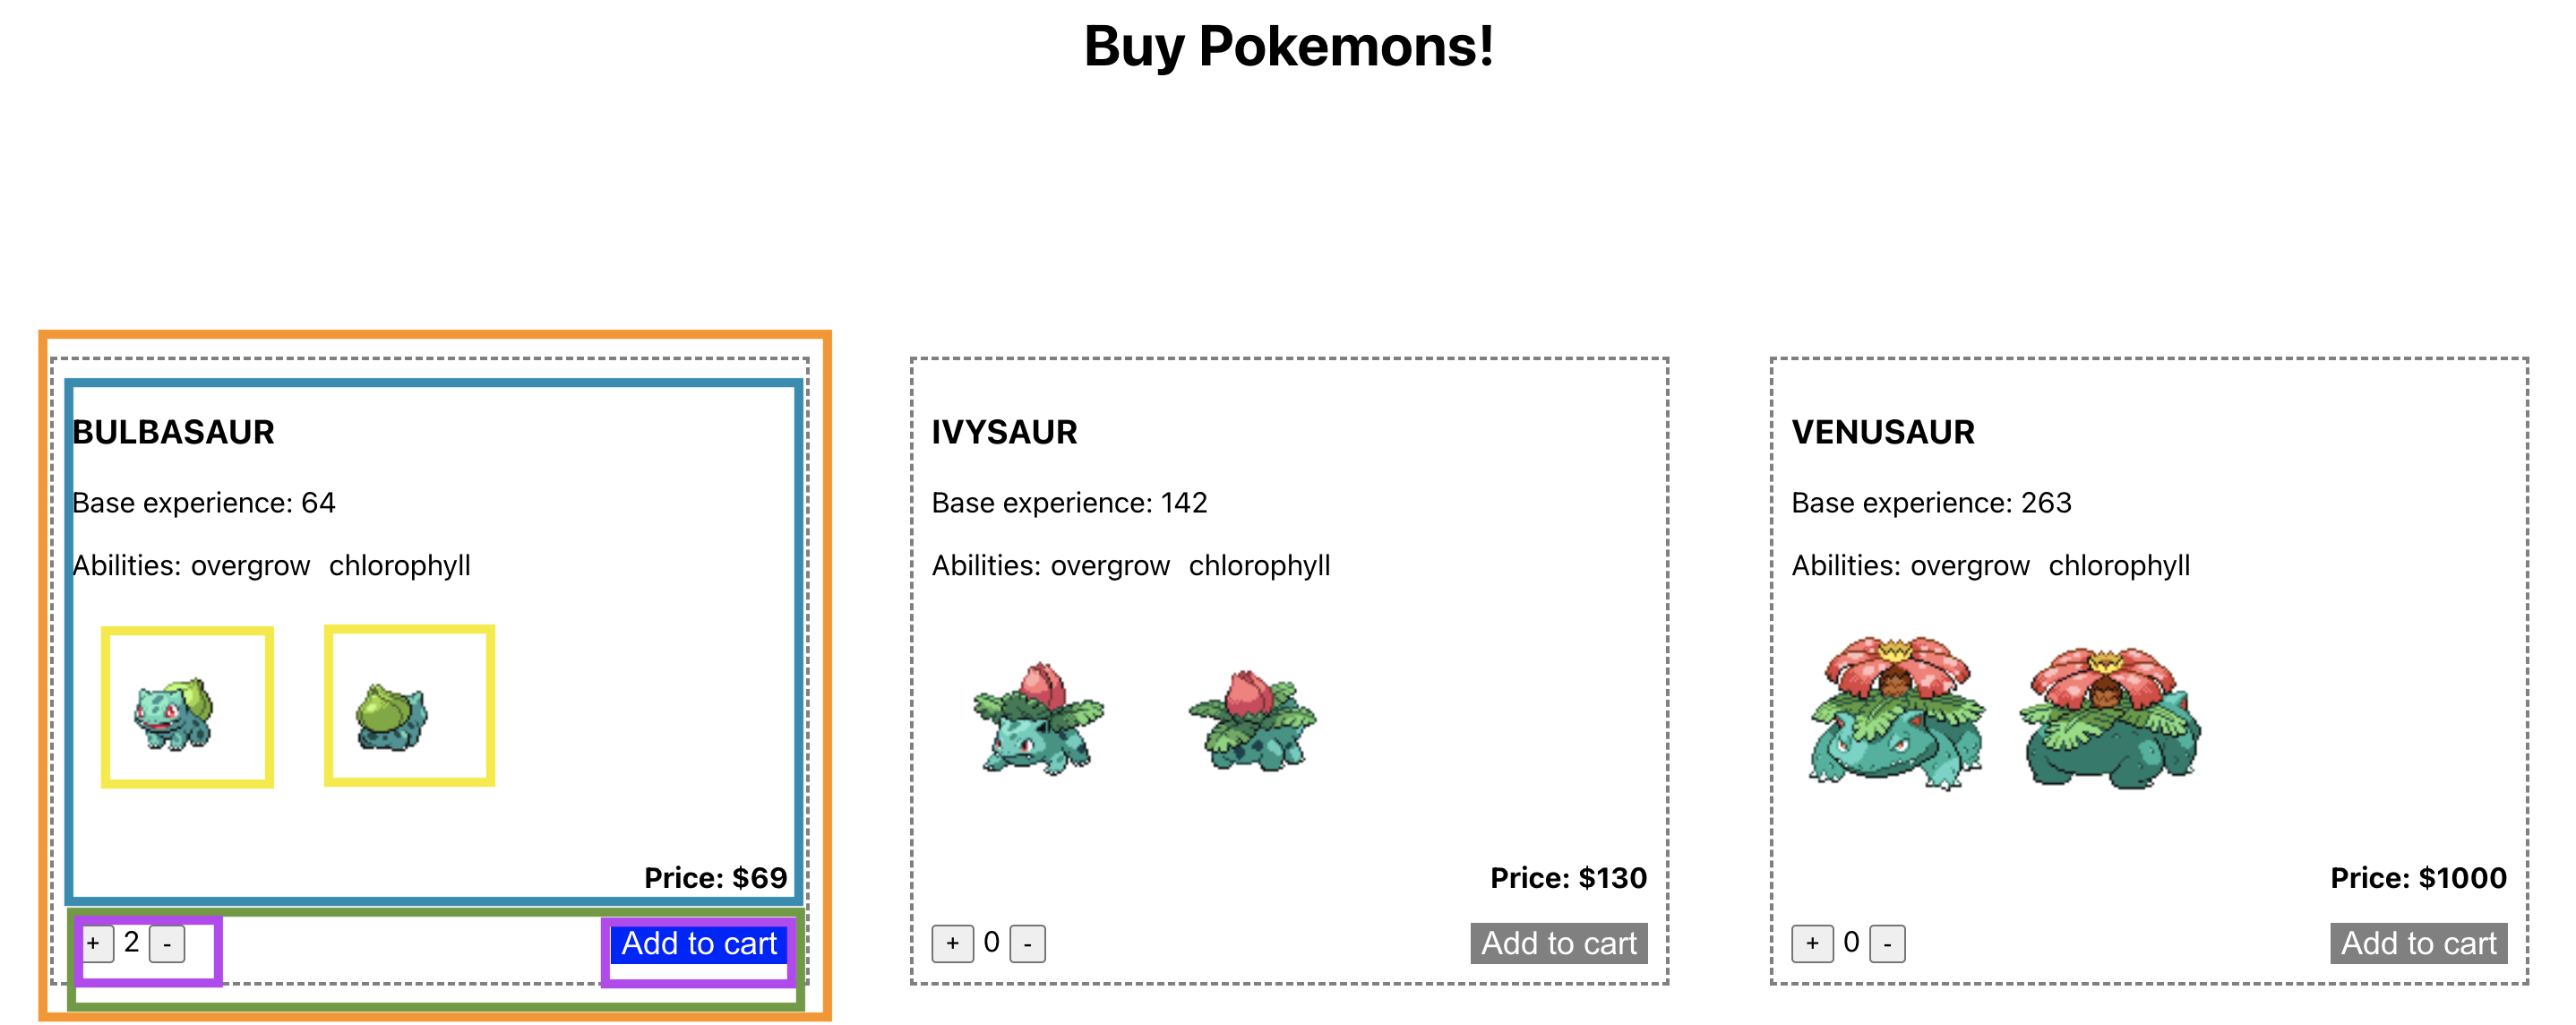 Buy Pokemons!
BULBASAUR
Base experience: 64
Abilities: overgrow chlorophyll
Price: $69
+ 2 -
Add to cart
IVYSAUR
Base experience: 142
Abilities: overgrow chlorophyll
Price: $130
+ 0 -
Add to cart
VENUSAUR
Base experience: 263
Abilities: overgrow chlorophyll
Price: $1000
+ 0 -
Add to cart